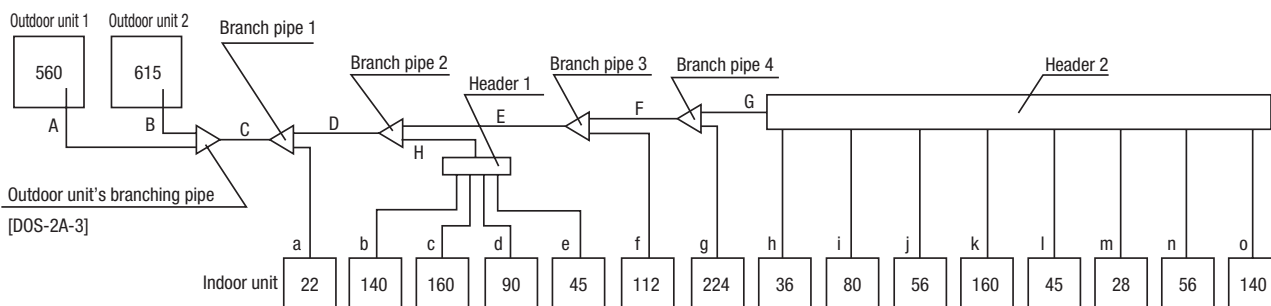 Outdoor unit 1
Outdoor unit 2
Branch pipe 1
Branch pipe 2
Header 1
Branch pipe 3
Branch pipe 4
Header 2
560
615
A
B
C
D
E
F
G
H
Outdoor unit's branching pipe
[DOS-2A-3]
a
b
c
d
e
f
g
h
i
j
k
l
m
n
o
Indoor unit
22
140
160
90
45
112
224
36
80
56
160
45
28
56
140